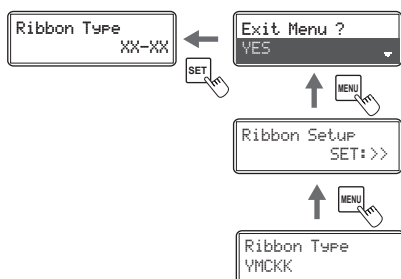 Ribbon Type
XX-XX
SET
Exit Menu ?
YES
MENU
Ribbon Setup
SET:>>
MENU
Ribbon Type
YMCKK